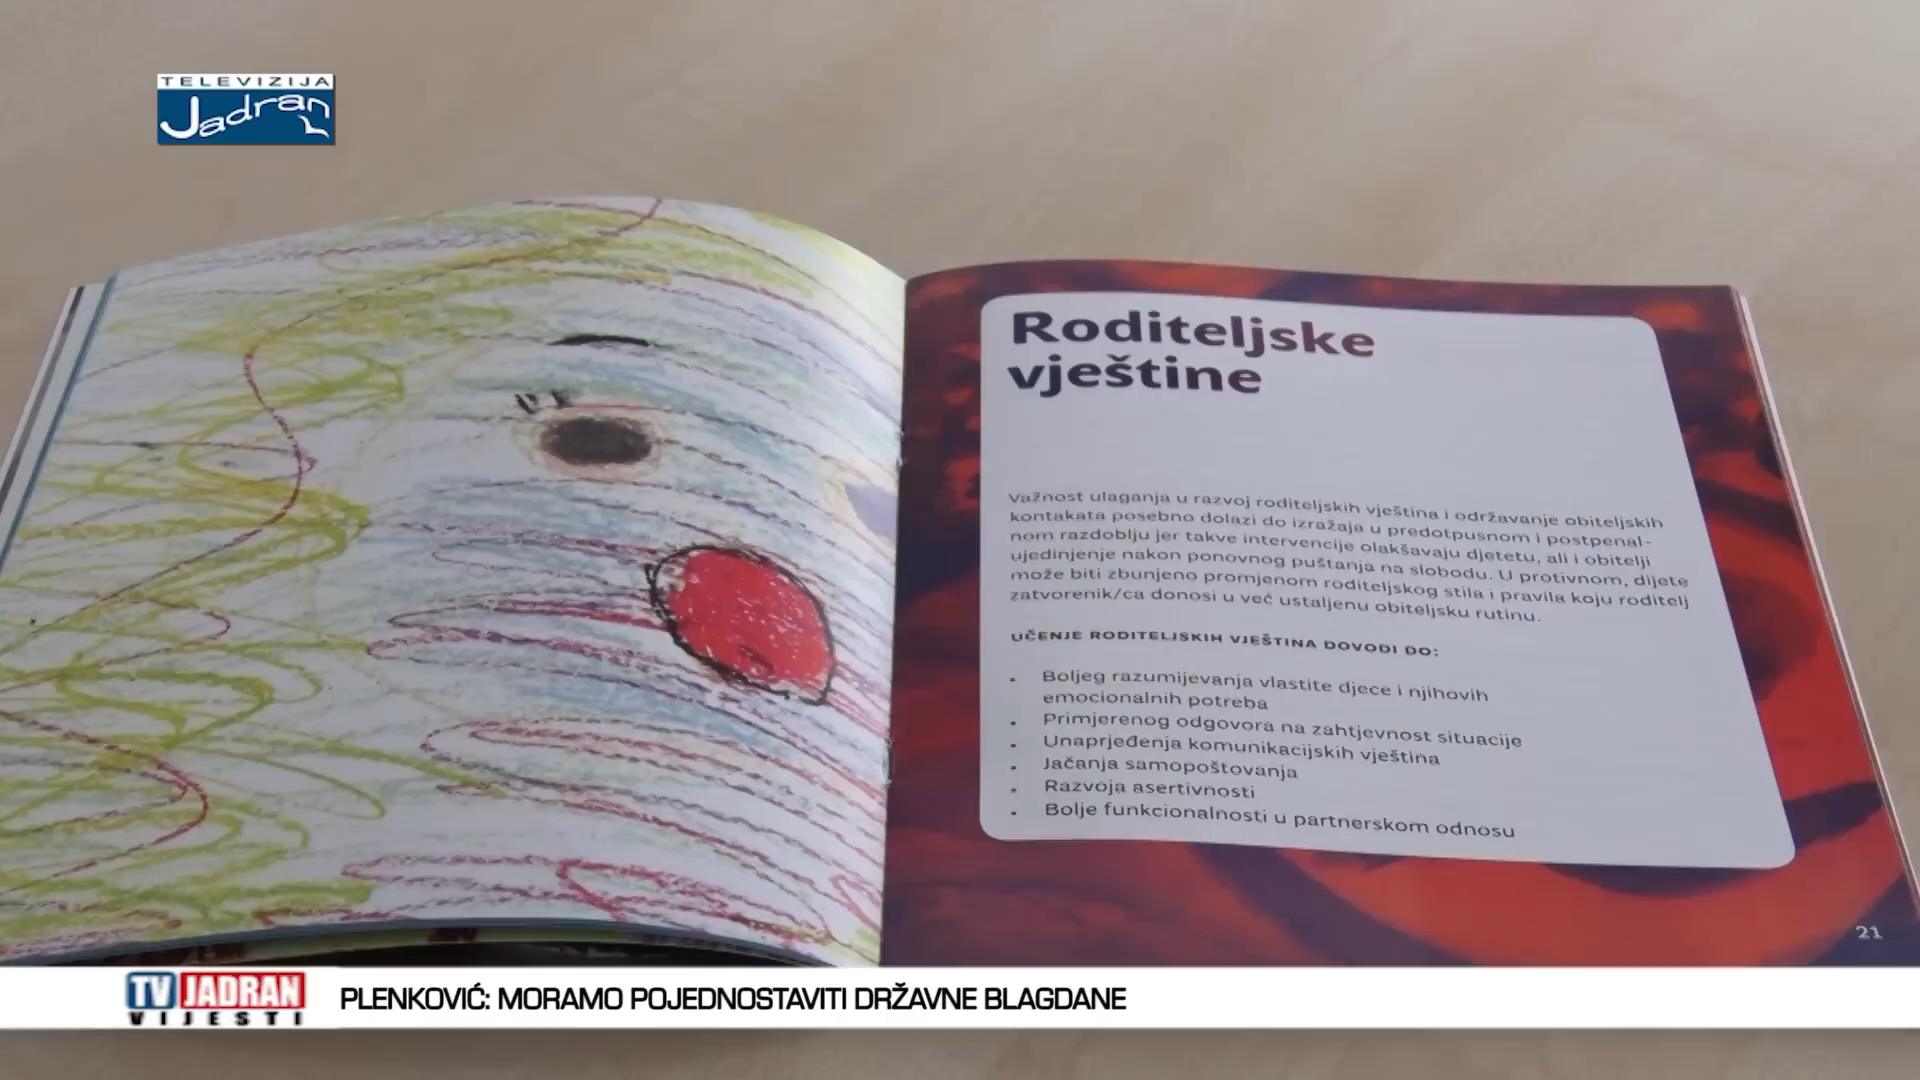 TELEVIZIJA
Jadran
Roditeljske
vještine
Važnost ulaganja u razvoj roditeljskih vještina i održavanje obiteljskih
kontakata posebno dolazi do izražaja u predotpusnom i postpenal-
nom razdoblju jer takve intervencije olakšavaju djetetu, ali i obitelji
ujedinjenje nakon ponovnog puštanja na slobodu. U protivnom, dijete
može biti zbunjeno promjenom roditeljskog stila i pravila koju roditelj
zatvorenik/ca donosi u već ustaljenu obiteljsku rutinu.
UČENJE RODITELJSKIH VJEŠTINA DOVODI DO:
• Boljeg razumijevanja vlastite djece i njihovih
emocionalnih potreba
• Primjerenog odgovora na zahtjevnost situacije
• Unaprjeđenja komunikacijskih vještina
• Jačanja samopoštovanja
• Razvoja asertivnosti
• Bolje funkcionalnosti u partnerskom odnosu
21
TV JADRAN
VIJESTI
PLENKOVIĆ: MORAMO POJEDNOSTAVITI DRŽAVNE BLAGDANE